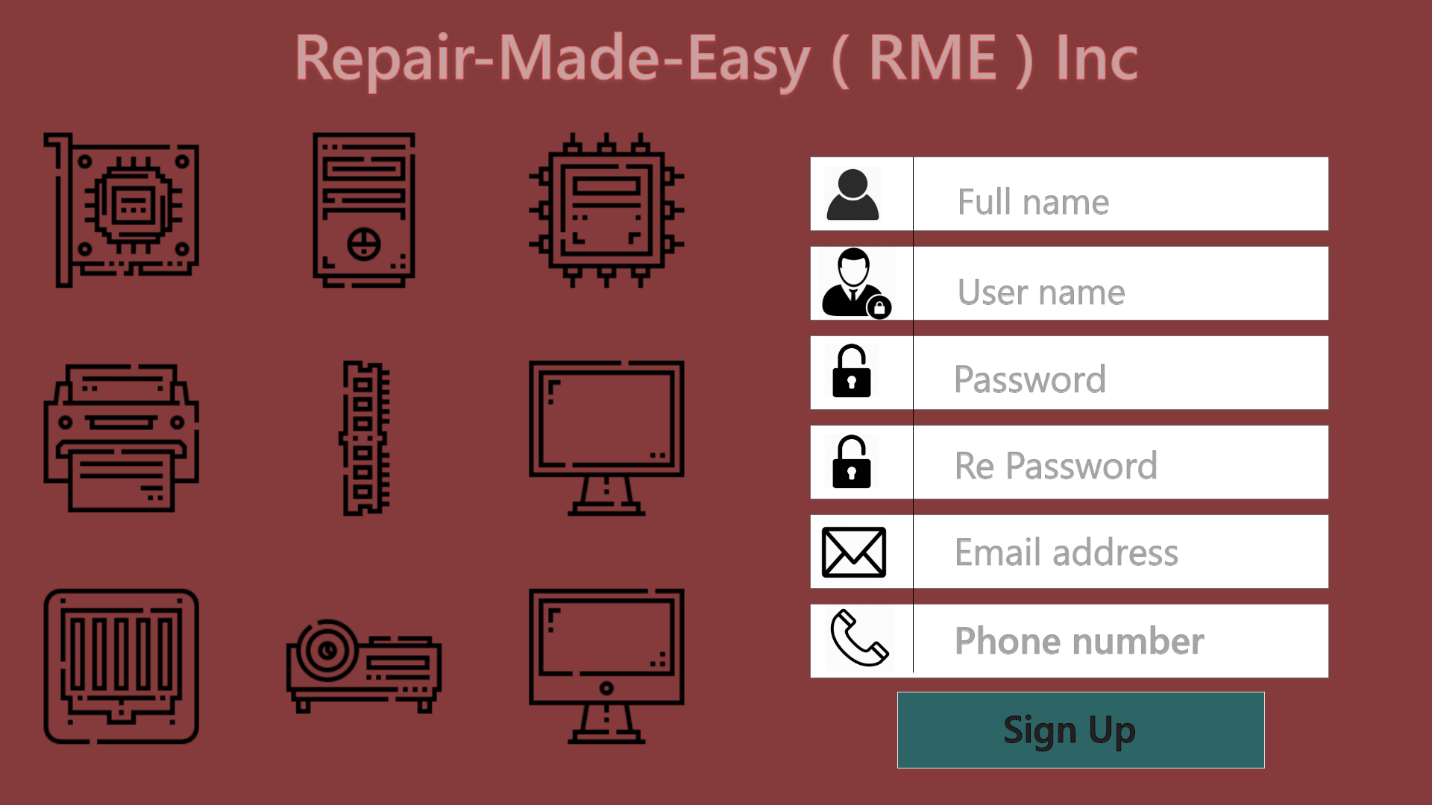 Repair-Made-Easy ( RME ) Inc
Full name
User name
Password
Re Password
Email address
Phone number
Sign Up